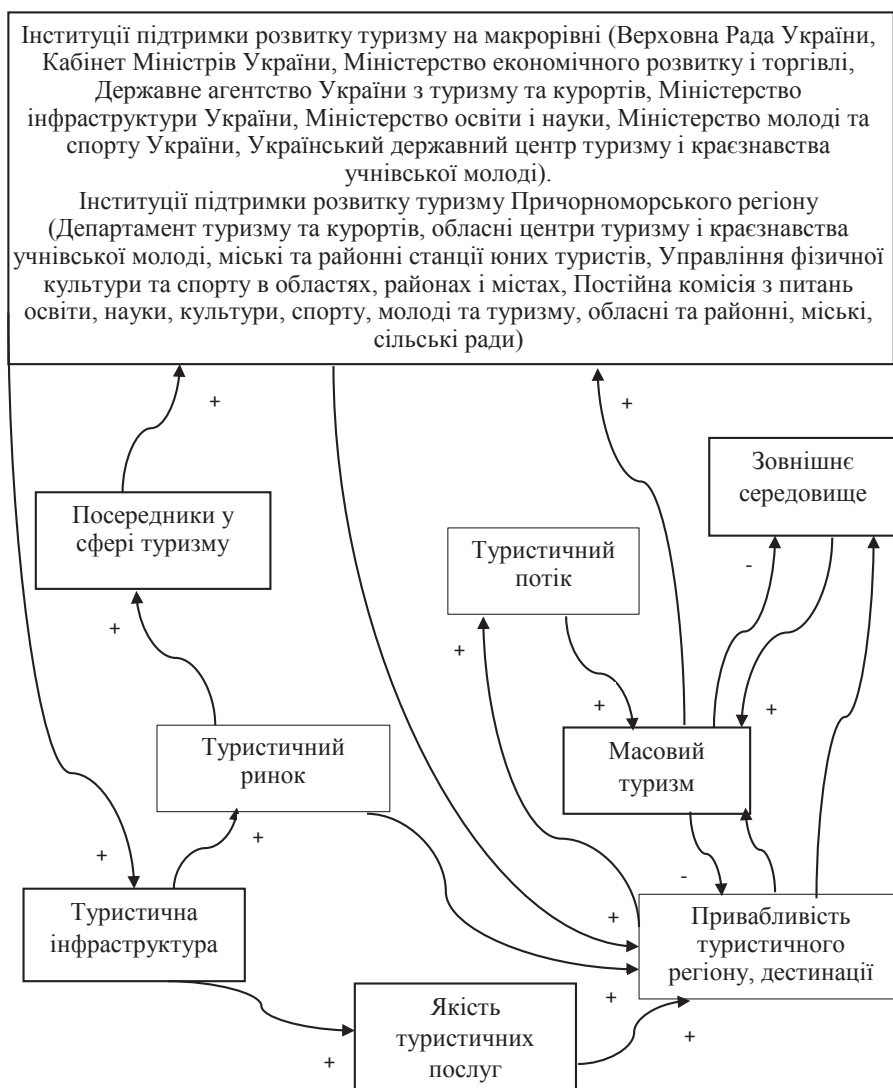 Інституції підтримки розвитку туризму на макрорівні (Верховна Рада України,
Кабінет Міністрів України, Міністерство економічного розвитку і торгівлі,
Державне агентство України з туризму та курортів, Міністерство
інфраструктури України, Міністерство освіти і науки, Міністерство молоді та
спорту України, Український державний центр туризму і краєзнавства
учнівської молоді).
Інституції підтримки розвитку туризму Причорноморського регіону
(Департамент туризму та курортів, обласні центри туризму і краєзнавства
учнівської молоді, міські та районні станції юних туристів, Управління фізичної
культури та спорту в областях, районах і містах, Постійна комісія з питань
освіти, науки, культури, спорту, молоді та туризму, обласні та районні, міські,
сільські ради)
+
+
Зовнішнє
середовище
Посередники у
сфері туризму
Туристичний
потік
-
+
+
+
+
Туристичний
ринок
Масовий
туризм
+
+
-
Туристична
інфраструктура
+
Привабливість
туристичного
регіону, дестинації
+
Якість
туристичних
послуг
+
+